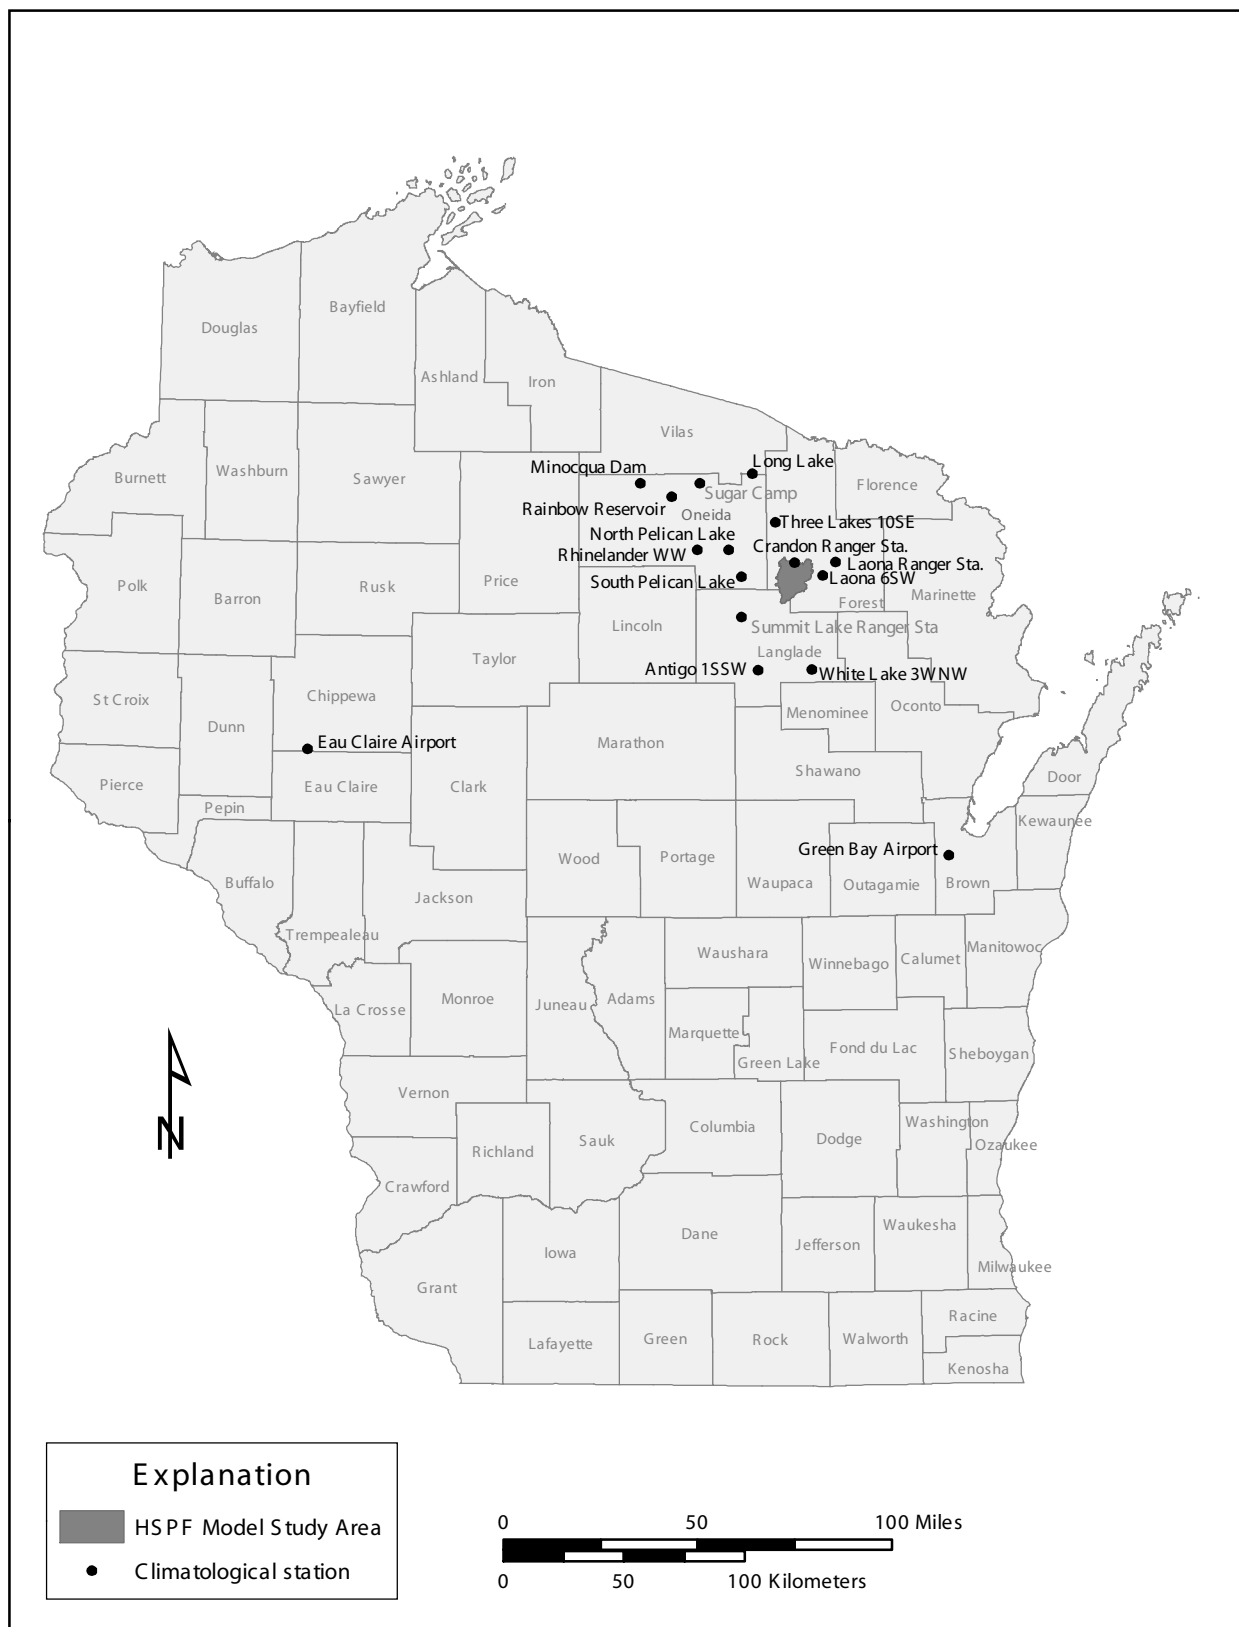 Bayfield
Douglas
Ashland
Iron
Vilas
Burnett
Washburn
Sawyer
Minocqua Dam
Long Lake
Sugar Camp
Florence
Rainbow Reservoir
Oneida
Three Lakes 10SE
North Pelican Lake
Rhinelander WW
Crandon Ranger Sta.
Laona Ranger Sta.
Laona 6SW
South Pelican Lake
Polk
Barron
Rusk
Price
Forest
Marinette
Lincoln
Summit Lake Ranger Sta
Taylor
Langlade
Antigo 1SSW
White Lake 3WNW
St Croix
Dunn
Chippewa
Menominee
Oconto
Eau Claire Airport
Marathon
Shawano
Door
Pierce
Eau Claire
Clark
Pepin
Kewaunee
Green Bay Airport
Wood
Portage
Waupaca
Outagamie
Brown
Buffalo
Jackson
Trempealeau
Waushara
Winnebago
Calumet
Manitowoc
La Crosse
Monroe
Juneau
Adams
Marquette
Green Lake
Fond du Lac
Sheboygan
Vernon
Columbia
Dodge
Washington
Ozaukee
Richland
Sauk
Crawford
Dane
Jefferson
Waukesha
Milwaukee
Iowa
Grant
Lafayette
Green
Rock
Walworth
Racine
Kenosha
N
Explanation
HSPF Model Study Area
Climatological station
0 50 100 Miles
0 50 100 Kilometers